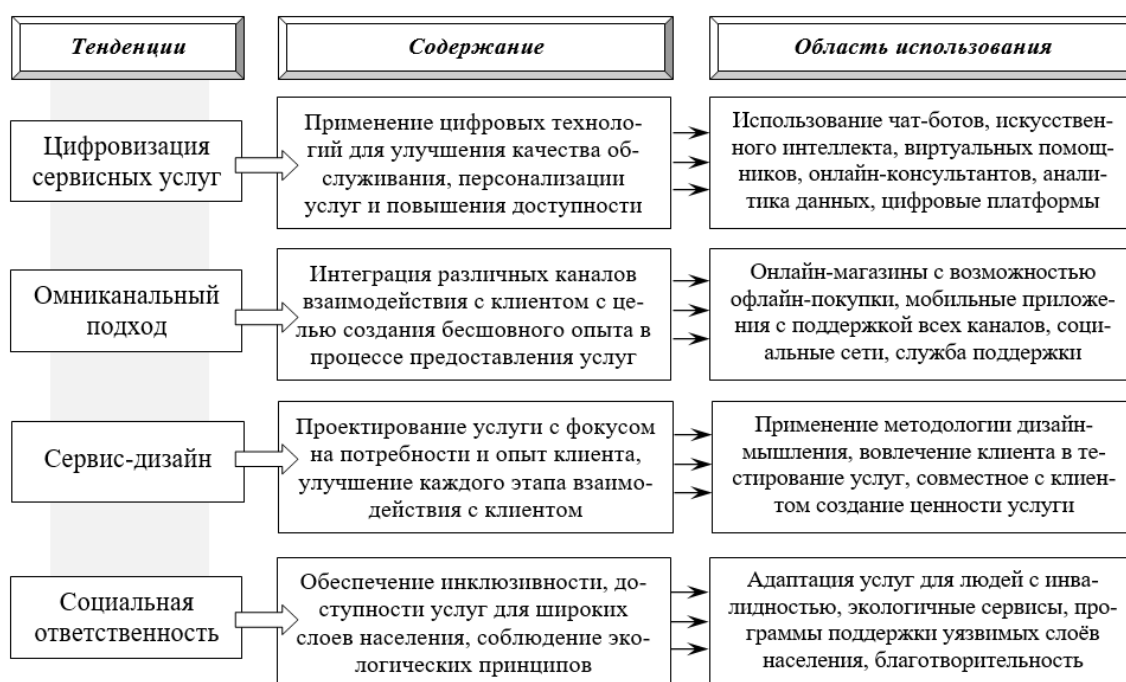 Тенденции
Содержание
Область использования
Цифровизация
сервисных услуг
Применение цифровых техноло-
гий для улучшения качества об-
служивания, персонализации
услуг и повышения доступности
Использование чат-ботов, искусствен-
ного интеллекта, виртуальных помощ-
ников, онлайн-консультантов, анали-
тика данных, цифровые платформы
Омниканальный
подход
Интеграция различных каналов
взаимодействия с клиентом с це-
лью создания бесшовного опыта в
процессе предоставления услуг
Онлайн-магазины с возможностью
офлайн-покупки, мобильные приложе-
ния с поддержкой всех каналов, соци-
альные сети, служба поддержки
Сервис-дизайн
Проектирование услуги с фокусом
на потребности и опыт клиента,
улучшение каждого этапа взаимо-
действия с клиентом
Применение методологии дизайн-
мышления, вовлечение клиента в те-
стирование услуг, совместное с клиен-
том создание ценности услуги
Социальная
ответственность
Обеспечение инклюзивности, до-
ступности услуг для широких
слоев населения, соблюдение эко-
логических принципов
Адаптация услуг для людей с инва-
лидностью, экологичные сервисы, про-
граммы поддержки уязвимых слоёв
населения, благотворительность